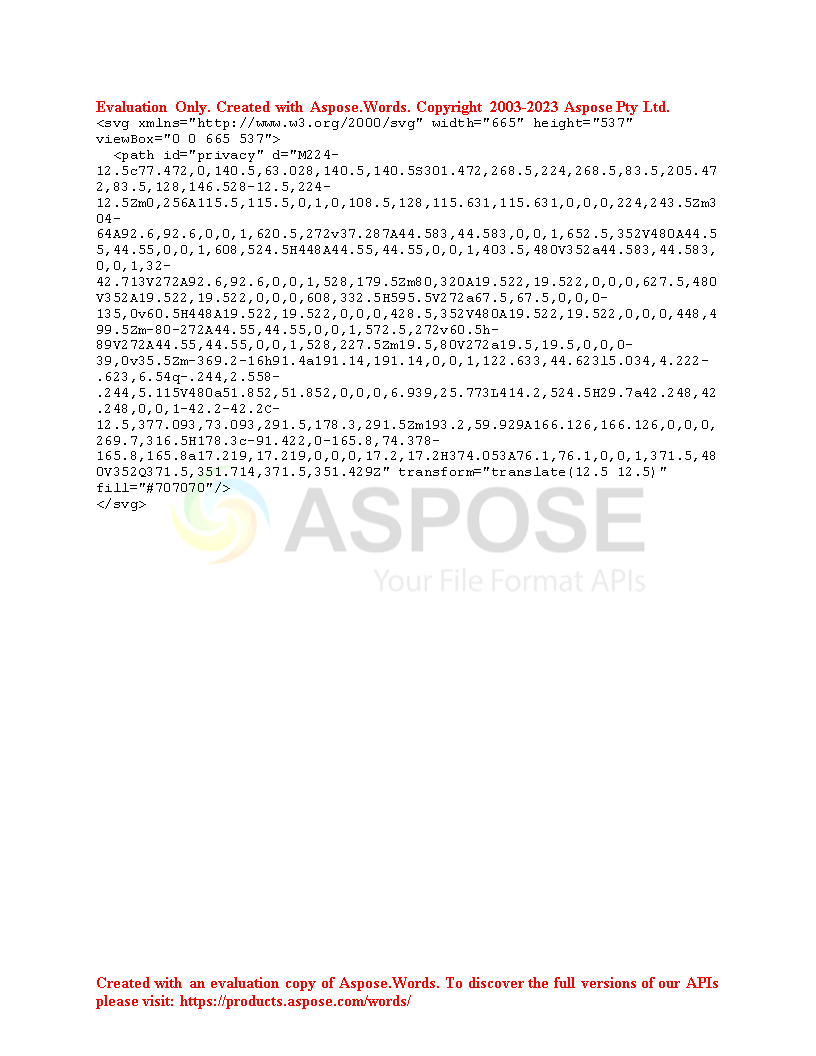 Evaluation Only. Created with Aspose.Words. Copyright 2003-2023 Aspose Pty Ltd.
<svg xmlns="http://www.w3.org/2000/svg" width="665" height="537"
viewBox="0 0 665 537">
  <path id="privacy" d="M224-
12.5c77.472,0,140.5,63.028,140.5,140.5S301.472,268.5,224,268.5,83.5,205.47
2,83.5,128,146.528-12.5,224-
12.5Zm0,256A115.5,115.5,0,1,0,108.5,128,115.631,115.631,0,0,0,224,243.5Zm3
04-
64A92.6,92.6,0,0,1,620.5,272v37.287A44.583,44.583,0,0,1,652.5,352V480A44.5
5,44.55,0,0,1,608,524.5H448A44.55,44.55,0,0,1,403.5,480V352a44.583,44.583,
0,0,1,32-
42.713V272A92.6,92.6,0,0,1,528,179.5Zm80,320A19.522,19.522,0,0,0,627.5,480
V352A19.522,19.522,0,0,0,608,332.5H595.5V272a67.5,67.5,0,0,0-
135,0v60.5H448A19.522,19.522,0,0,0,428.5,352V480A19.522,19.522,0,0,0,448,4
99.5Zm-80-272A44.55,44.55,0,0,1,572.5,272v60.5h-
89V272A44.55,44.55,0,0,1,528,227.5Zm19.5,80V272a19.5,19.5,0,0,0-
39,0v35.5Zm-369.2-16h91.4a191.14,191.14,0,0,1,122.633,44.623l5.034,4.222-
.623,6.54q-.244,2.558-
.244,5.115V480a51.852,51.852,0,0,0,6.939,25.773L414.2,524.5H29.7a42.248,42
.248,0,0,1-42.2-42.2C-
12.5,377.093,73.093,291.5,178.3,291.5Zm193.2,59.929A166.126,166.126,0,0,0,
269.7,316.5H178.3c-91.422,0-165.8,74.378-
165.8,165.8a17.219,17.219,0,0,0,17.2,17.2H374.053A76.1,76.1,0,0,1,371.5,48
0V352Q371.5,351.714,371.5,351.429Z" transform="translate(12.5 12.5)"
fill="#707070"/>
</svg>
ASPOSE
Your File Format APIs
Created with an evaluation copy of Aspose.Words. To discover the full versions of our APIs
please visit: https://products.aspose.com/words/